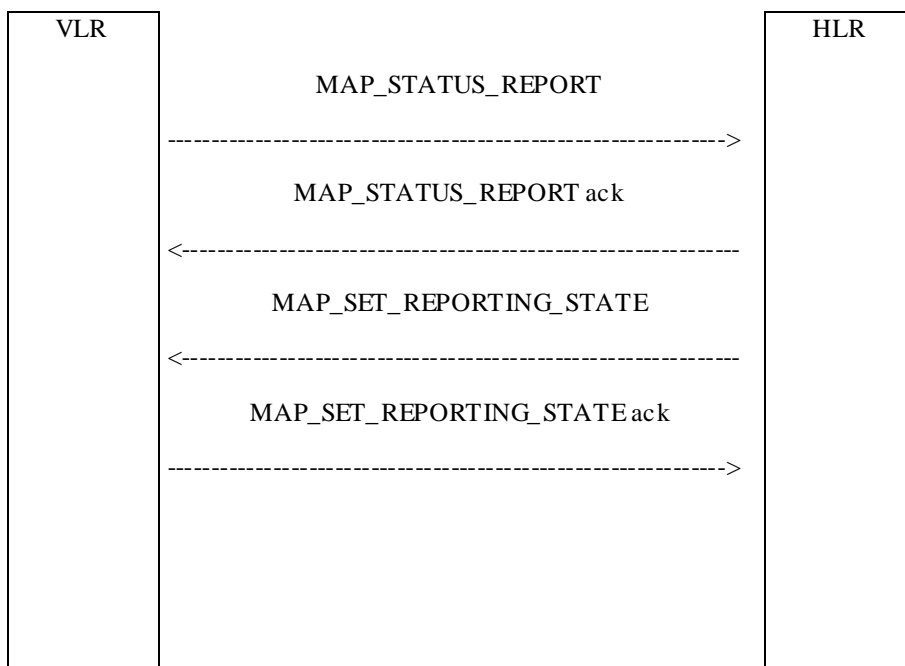 VLR HLR
MAP_STATUS_REPORT
----------------------------------------------------------------->
MAP_STATUS_REPORT ack
<-----------------------------------------------------------------
MAP_SET_REPORTING_STATE
<-----------------------------------------------------------------
MAP_SET_REPORTING_STATE ack
----------------------------------------------------------------->